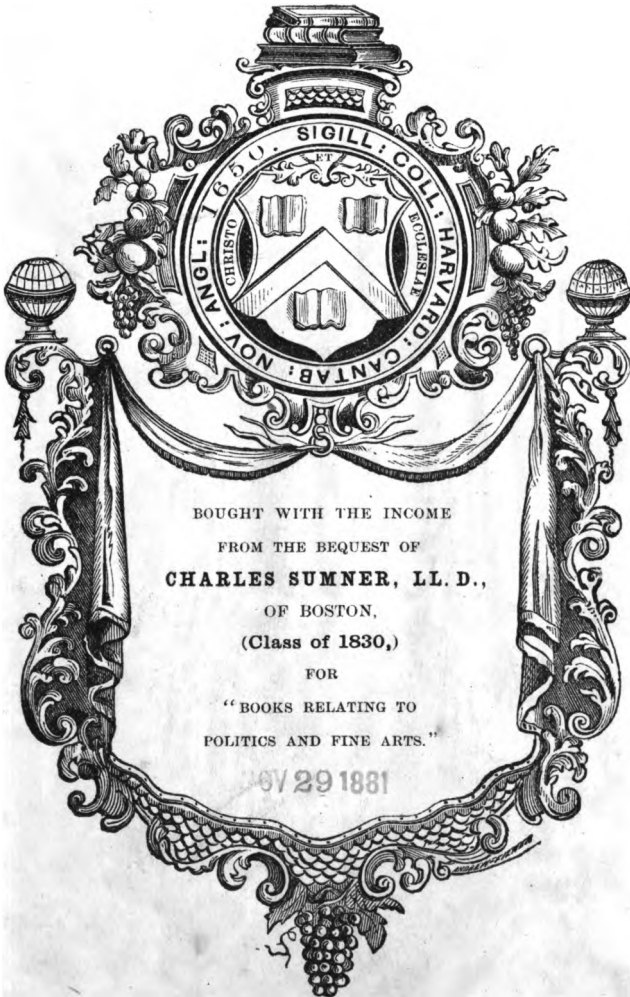 SIGILL: COLL: HARVARD: CANTAB: NOV: ANGL: 1650.
ET
CHRISTO
ECCLESIAE
BOUGHT WITH THE INCOME
FROM THE BEQUEST OF
CHARLES SUMNER, LL. D.,
OF BOSTON,
(Class of 1830,)
FOR
"BOOKS RELATING TO
POLITICS AND FINE ARTS."
29 1881